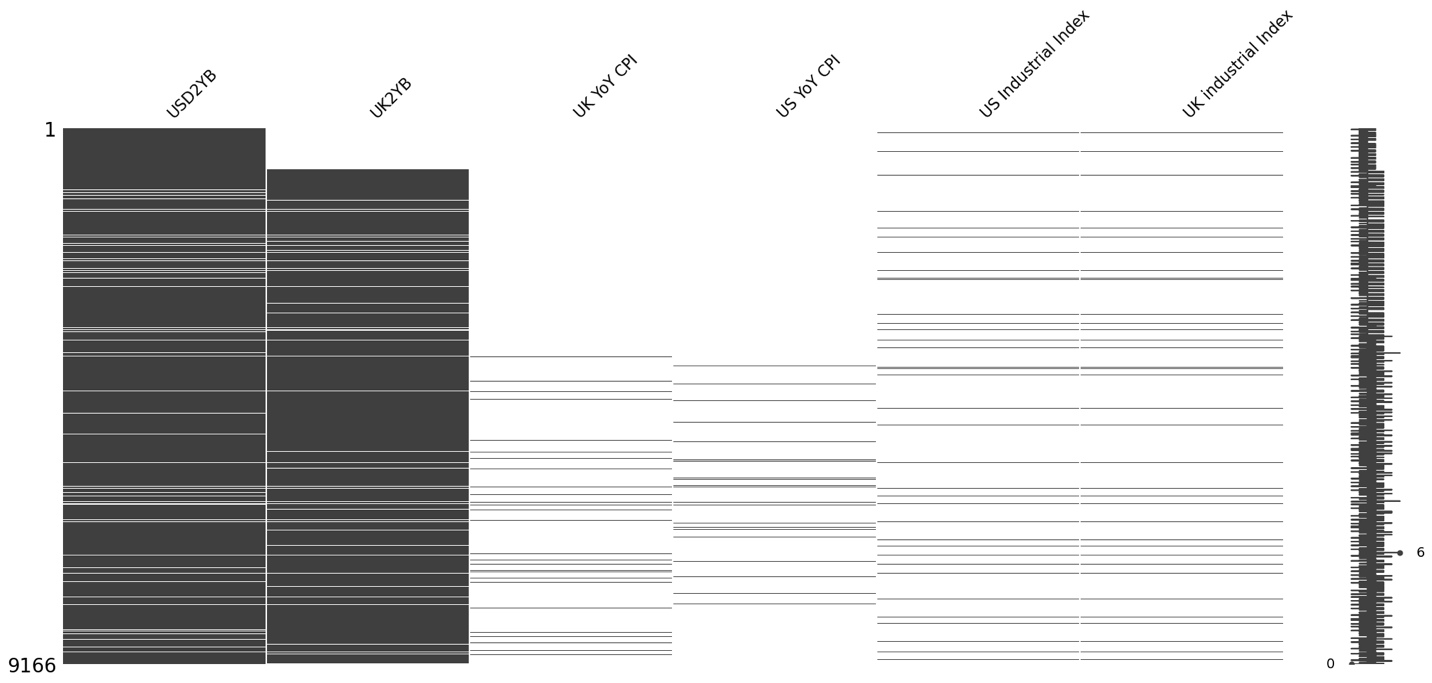 USD2YB
UK2YB
UK YoY CPI
US YoY CPI
US Industrial Index
UK industrial Index
1
9166
6
0